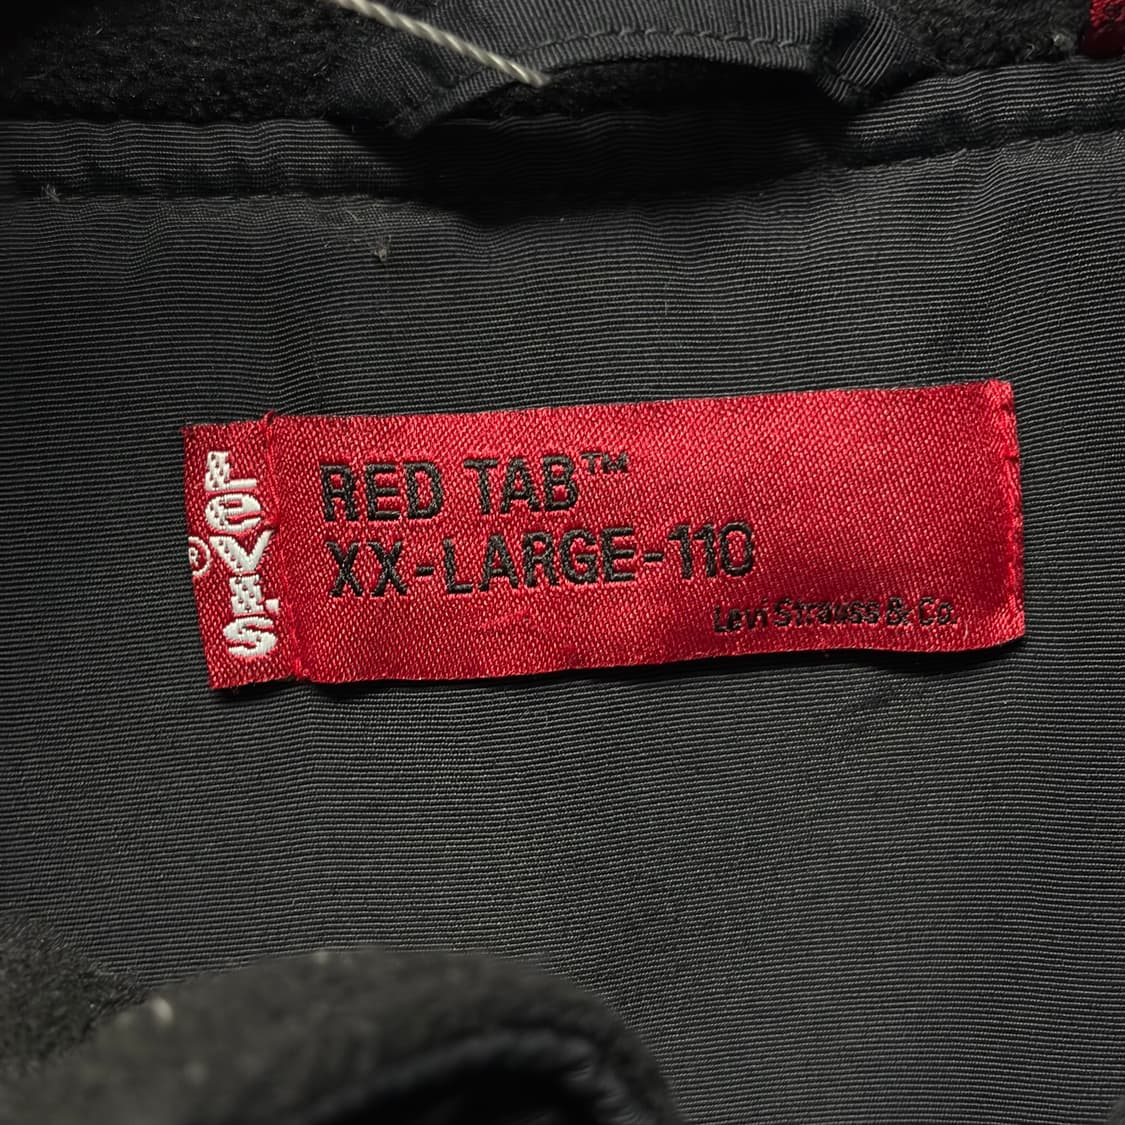 LeVi's
®
RED TAB™
XX-LARGE-110
Levi Strauss & Co.